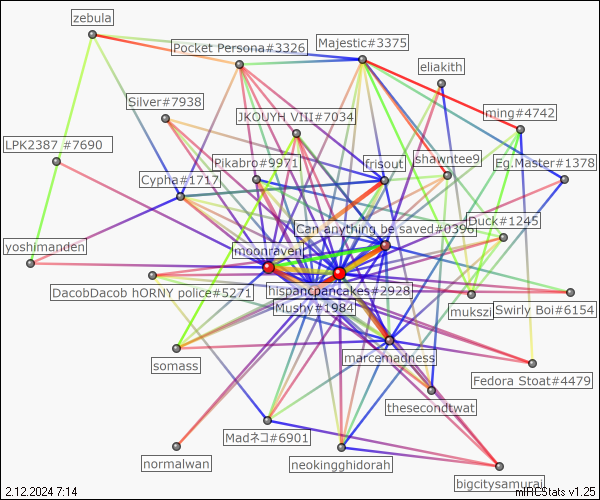 zebula
Pocket Persona#3326
Majestic#3375
eliakith
Silver#7938
JKOUYH VIII#7034
ming#4742
LPK2387 #7690
Pikabro#9971
frisout
shawntee9
Eg.Master#1378
Cypha#1717
Can anything be saved#0396
Duck#1245
yoshimanden
moonraven
DacobDacob hORNY police#5271
hispancpancakes#2928
Mushy#1984
mukszi
Swirly Boi#6154
somass
marcemadness
Fedora Stoat#4479
thesecondtwat
Madネコ#6901
normalwan
neokingghidorah
bigcitysamurai
2.12.2024 7:14
mIRCStats v1.25